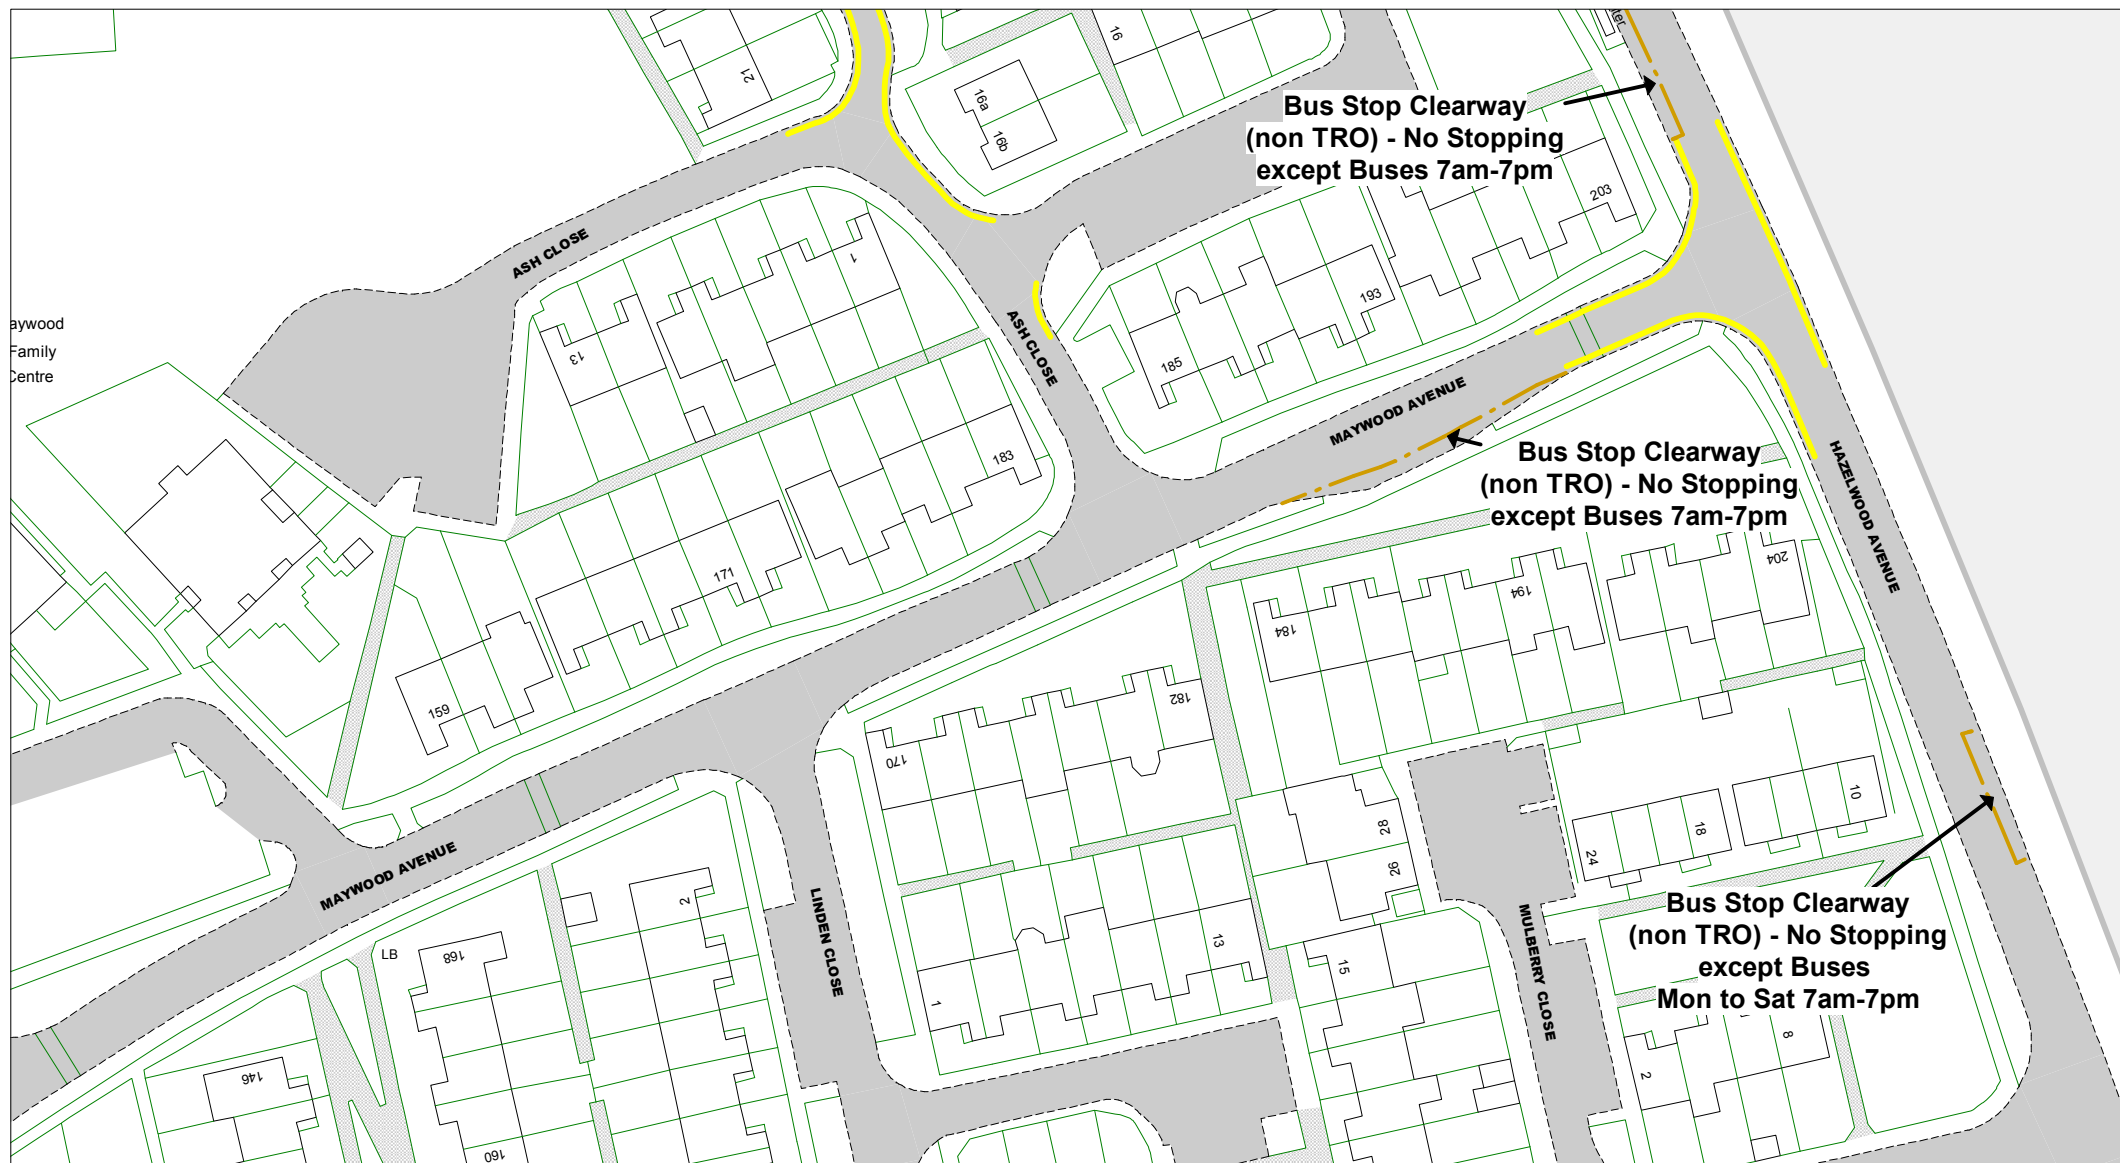 21
16
ter
16a
16b
Bus Stop Clearway
(non TRO) - No Stopping
except Buses 7am-7pm
203
ASH CLOSE
1
13
193
185
ASH CLOSE
aywood
Family
Centre
MAYWOOD AVENUE
Bus Stop Clearway
(non TRO) - No Stopping
except Buses 7am-7pm
HAZELWOOD AVENUE
183
171
159
204
194
184
182
170
MAYWOOD AVENUE
LINDEN CLOSE
28
26
24
18
10
Bus Stop Clearway
(non TRO) - No Stopping
except Buses
Mon to Sat 7am-7pm
MULBERRY CLOSE
LB
168
2
13
15
1
146
160
2
8